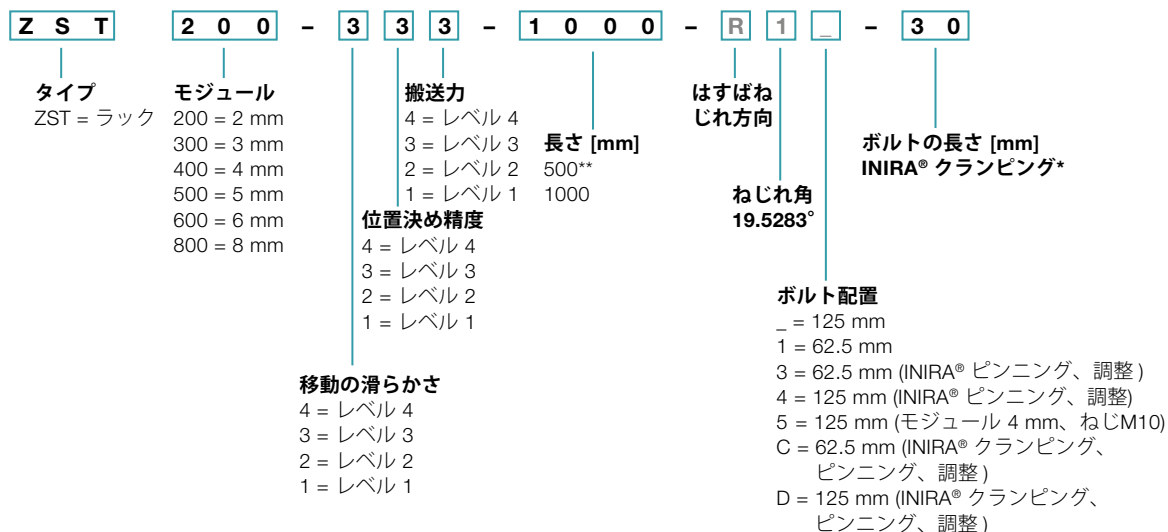 ZST 200 – 3 3 3 – 1000 – R 1 _ – 30
タイプ
ZST = ラック
モジュール
200 = 2 mm
300 = 3 mm
400 = 4 mm
500 = 5 mm
600 = 6 mm
800 = 8 mm
搬送力
4 = レベル 4
3 = レベル 3
2 = レベル 2
1 = レベル 1
位置決め精度
4 = レベル 4
3 = レベル 3
2 = レベル 2
1 = レベル 1
移動の滑らかさ
4 = レベル 4
3 = レベル 3
2 = レベル 2
1 = レベル 1
長さ [mm]
500**
1000
はすばね
じれ方向
ねじれ角
19.5283°
ボルト配置
_ = 125 mm
1 = 62.5 mm
3 = 62.5 mm (INIRA® ピンニング、調整 )
4 = 125 mm (INIRA® ピンニング、調整)
5 = 125 mm (モジュール 4 mm、ねじM10)
C = 62.5 mm (INIRA® クランピング、
ピンニング、調整 )
D = 125 mm (INIRA® クランピング、
ピンニング、調整 )
ボルトの長さ [mm]
INIRA® クランピング*